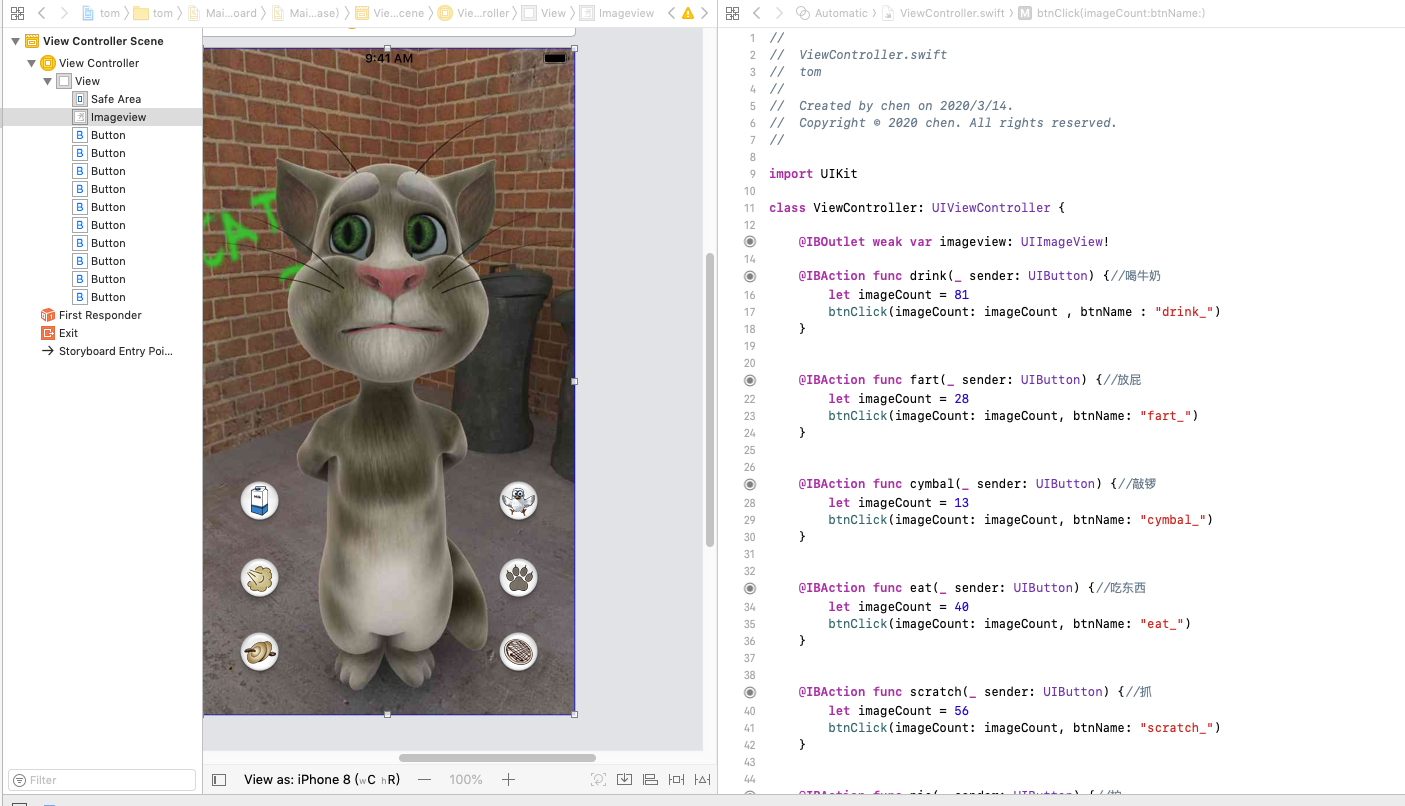 tom
tom
Mai...oard
Mai...ase)
Vie...cene
Vie...roller
View
Imageview
Automatic
ViewController.swift
M
btnClick(imageCount:btnName:)
View Controller Scene
View Controller
View
Safe Area
Imageview
B Button
B Button
B Button
B Button
B Button
B Button
B Button
B Button
B Button
B Button
First Responder
Exit
Storyboard Entry Poi...
Filter
9:41 AM
CAT
View as: iPhone 8 (wC hR)
100%
1 //
2 //  ViewController.swift
3 //  tom
4 //
5 //  Created by chen on 2020/3/14.
6 //  Copyright © 2020 chen. All rights reserved.
7 //
8
9 import UIKit
10
11 class ViewController: UIViewController {
12
@IBOutlet weak var imageview: UIImageView!
14
@IBAction func drink(_ sender: UIButton) {//喝牛奶
16 let imageCount = 81
17 btnClick(imageCount: imageCount , btnName : "drink_")
18 }
19
20
@IBAction func fart(_ sender: UIButton) {//放屁
22 let imageCount = 28
23 btnClick(imageCount: imageCount, btnName: "fart_")
24 }
25
26
@IBAction func cymbal(_ sender: UIButton) {//敲锣
28 let imageCount = 13
29 btnClick(imageCount: imageCount, btnName: "cymbal_")
30 }
31
32
@IBAction func eat(_ sender: UIButton) {//吃东西
34 let imageCount = 40
35 btnClick(imageCount: imageCount, btnName: "eat_")
36 }
37
38
@IBAction func scratch(_ sender: UIButton) {//抓
40 let imageCount = 56
41 btnClick(imageCount: imageCount, btnName: "scratch_")
42 }
43
44
@IBAction func pie(_ sender: UIButton) {//